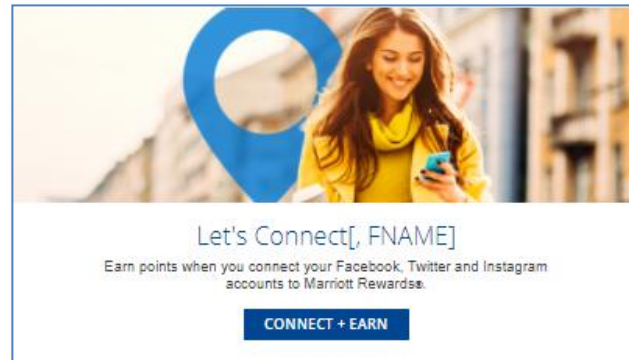 Let's Connect[, FNAME]
Earn points when you connect your Facebook, Twitter and Instagram
accounts to Marriott Rewards®.
CONNECT + EARN